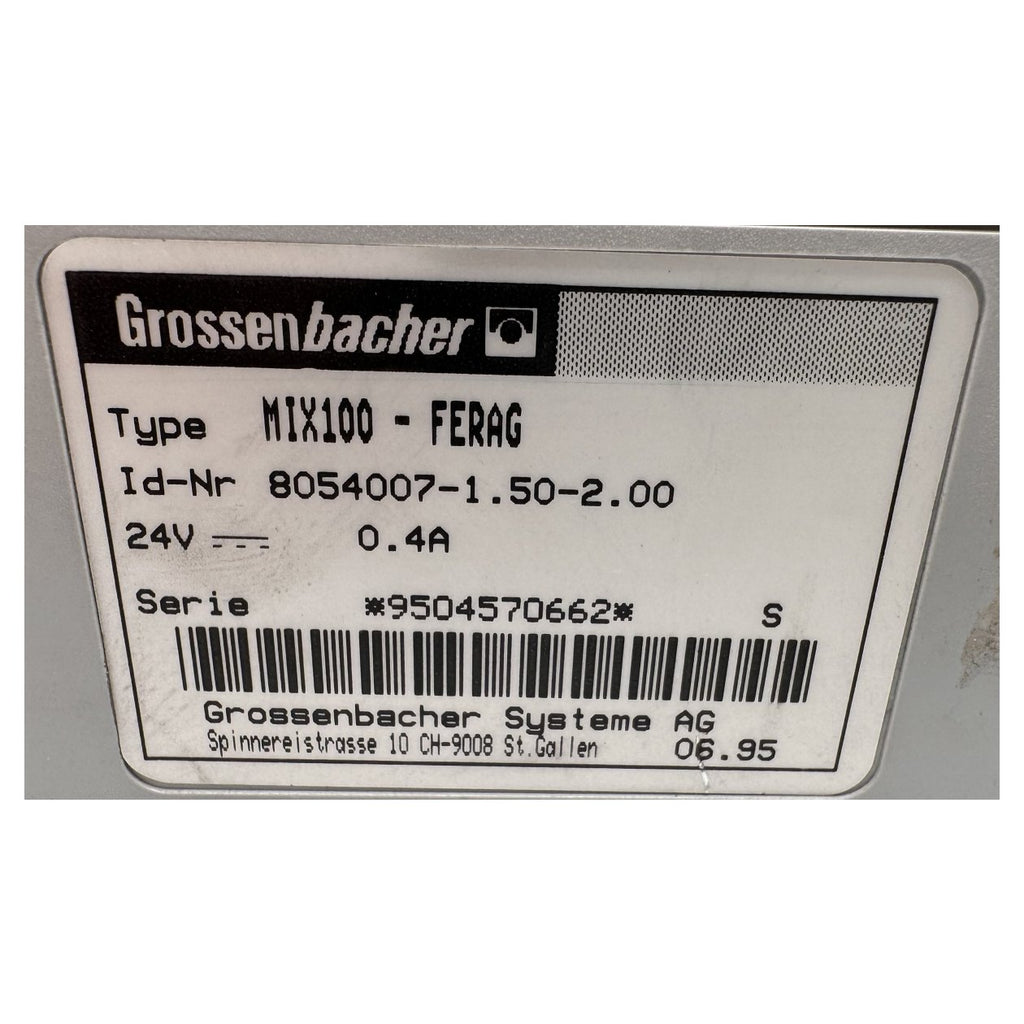 Grossenbacher
Type MIX100 - FERAG
Id-Nr 8054007-1.50-2.00
24V ⎓ 0.4A
Serie *9504570662* S
Grossenbacher Systeme AG
Spinnereistrasse 10 CH-9008 St.Gallen 06.95